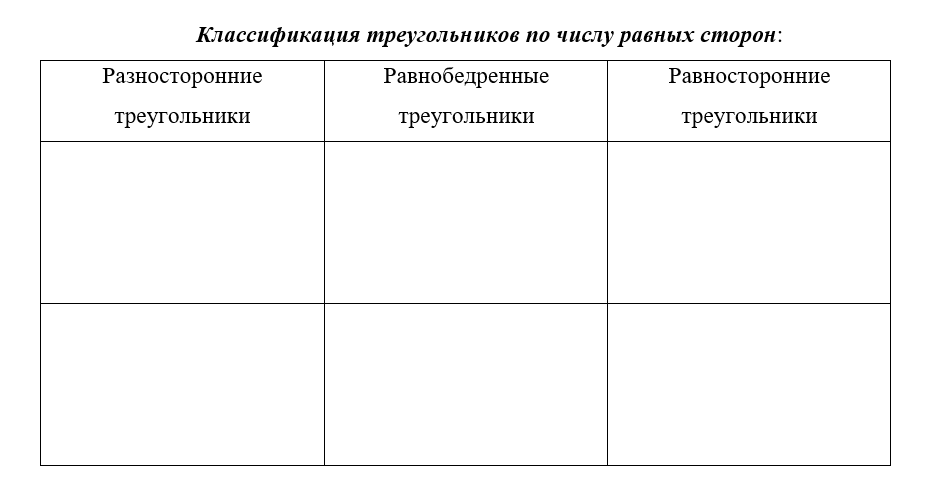 Классификация треугольников по числу равных сторон:
Разносторонние
треугольники
Равнобедренные
треугольники
Равносторонние
треугольники